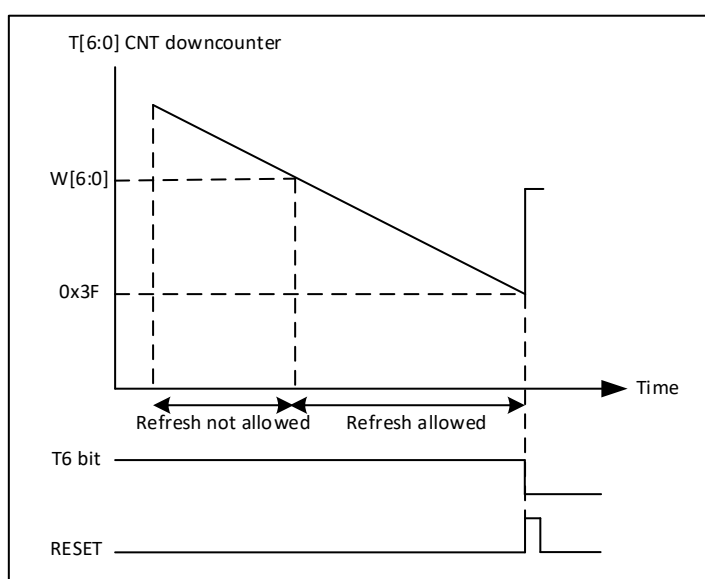 T[6:0] CNT downcounter
W[6:0]
0x3F
Time
Refresh not allowed
Refresh allowed
T6 bit
RESET